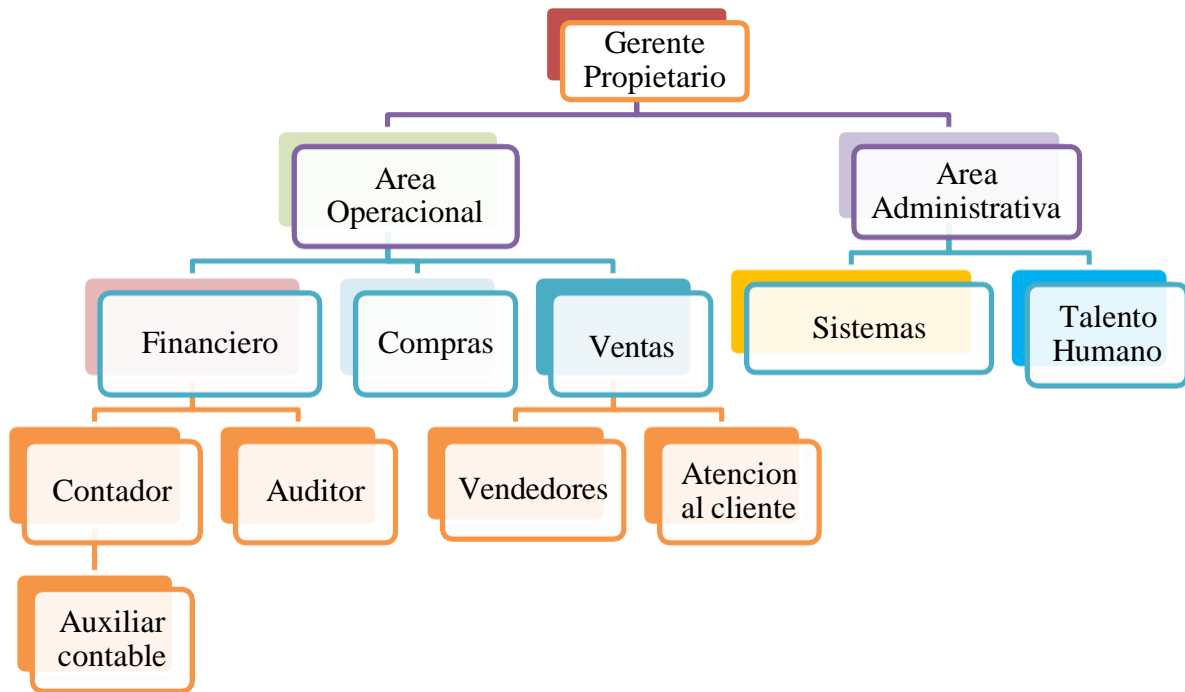 Gerente
Propietario
Area
Operacional
Area
Administrativa
Financiero
Compras
Ventas
Sistemas
Talento
Humano
Contador
Auditor
Vendedores
Atencion
al cliente
Auxiliar
contable